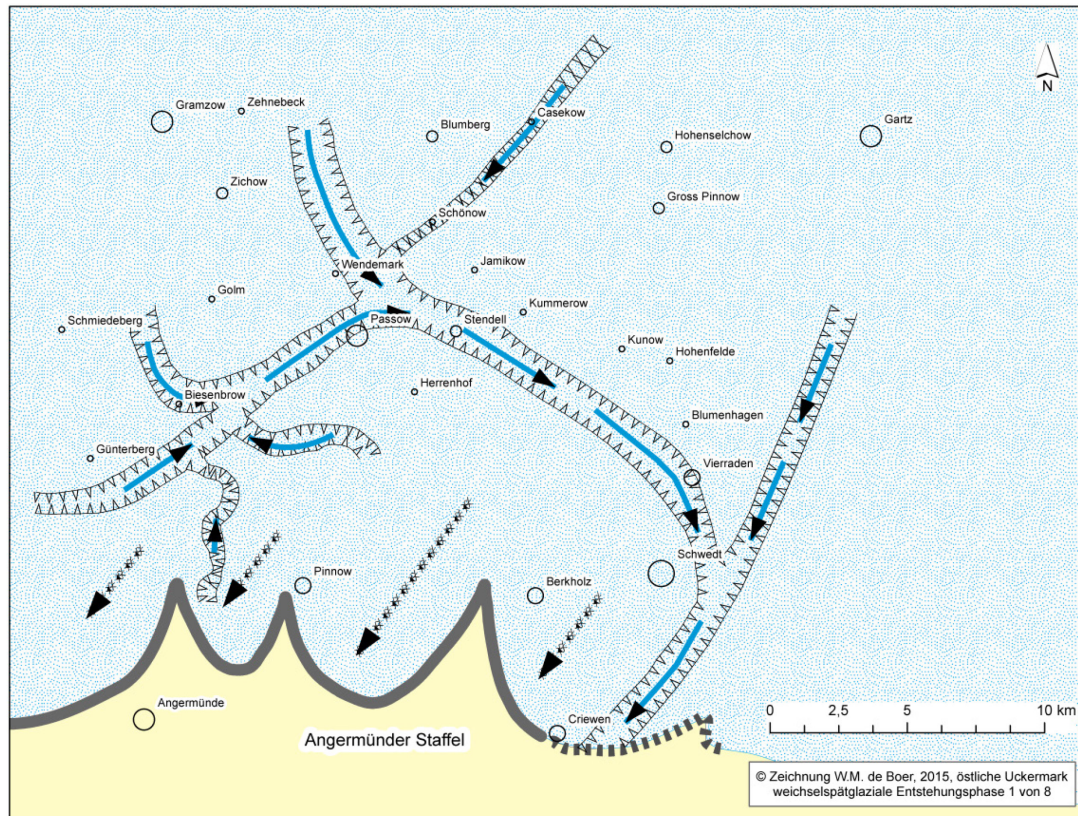 Gramzow
Zehnebeck
Blumberg
Casekow
Hohenselchow
Gartz
N
Zichow
Schönow
Gross Pinnow
Wendemark
Jamikow
Golm
Kummerow
Schmiedeberg
Passow
Stendell
Kunow
Hohenfelde
Biesenbrow
Herrenhof
Blumenhagen
Günterberg
Vierraden
Schwedt
Pinnow
Berkholz
Angermünde
Criewen
Angermünder Staffel
0 2,5 5 10 km
© Zeichnung W.M. de Boer, 2015, östliche Uckermark
weichselspätglaziale Entstehungsphase 1 von 8